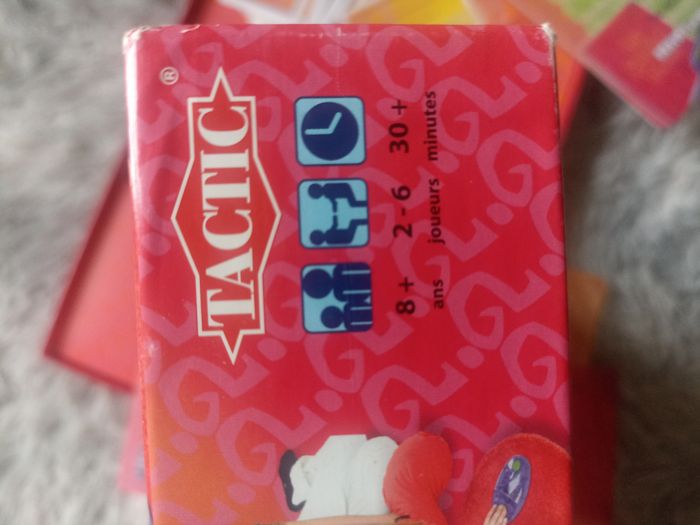 TACTIC®
8+ 2-6 30+
ans joueurs minutes